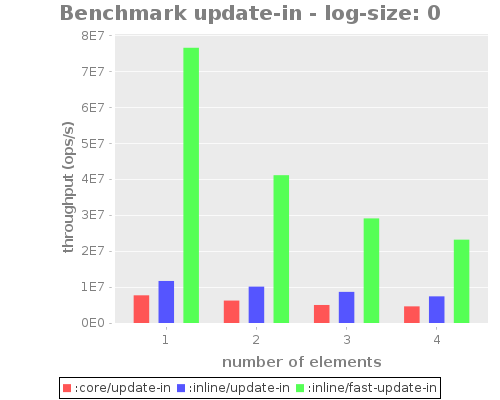 Benchmark update-in - log-size: 0
throughput (ops/s)
8E7
7E7
6E7
5E7
4E7
3E7
2E7
1E7
0E0
1 2 3 4
number of elements
:core/update-in :inline/update-in :inline/fast-update-in